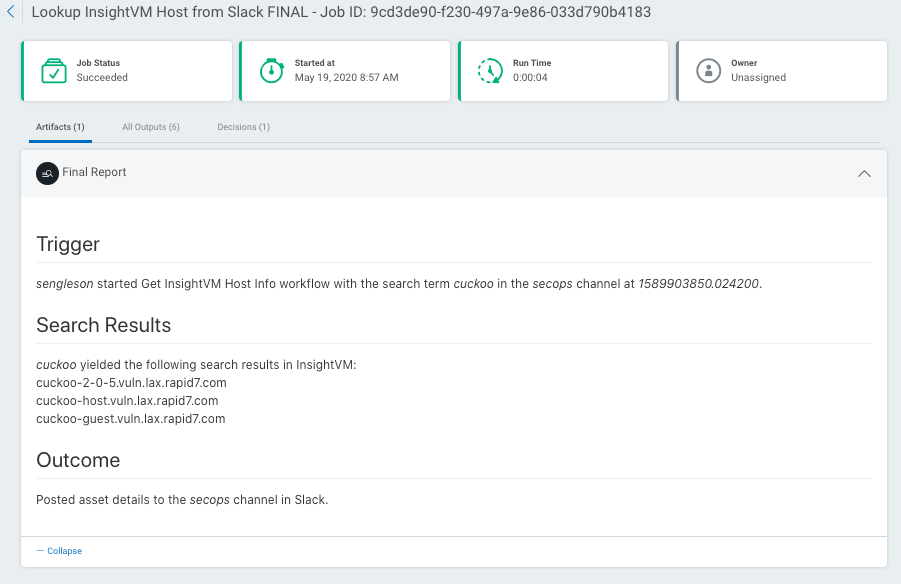 Lookup InsightVM Host from Slack FINAL - Job ID: 9cd3de90-f230-497a-9e86-033d790b4183
Job Status
Succeeded
Started at
May 19, 2020 8:57 AM
Run Time
0:00:04
Owner
Unassigned
Artifacts (1)
All Outputs (6)
Decisions (1)
Final Report
Trigger
sengleson started Get InsightVM Host Info workflow with the search term cuckoo in the secops channel at 1589903850.024200.
Search Results
cuckoo yielded the following search results in InsightVM:
cuckoo-2-0-5.vuln.lax.rapid7.com
cuckoo-host.vuln.lax.rapid7.com
cuckoo-guest.vuln.lax.rapid7.com
Outcome
Posted asset details to the secops channel in Slack.
— Collapse